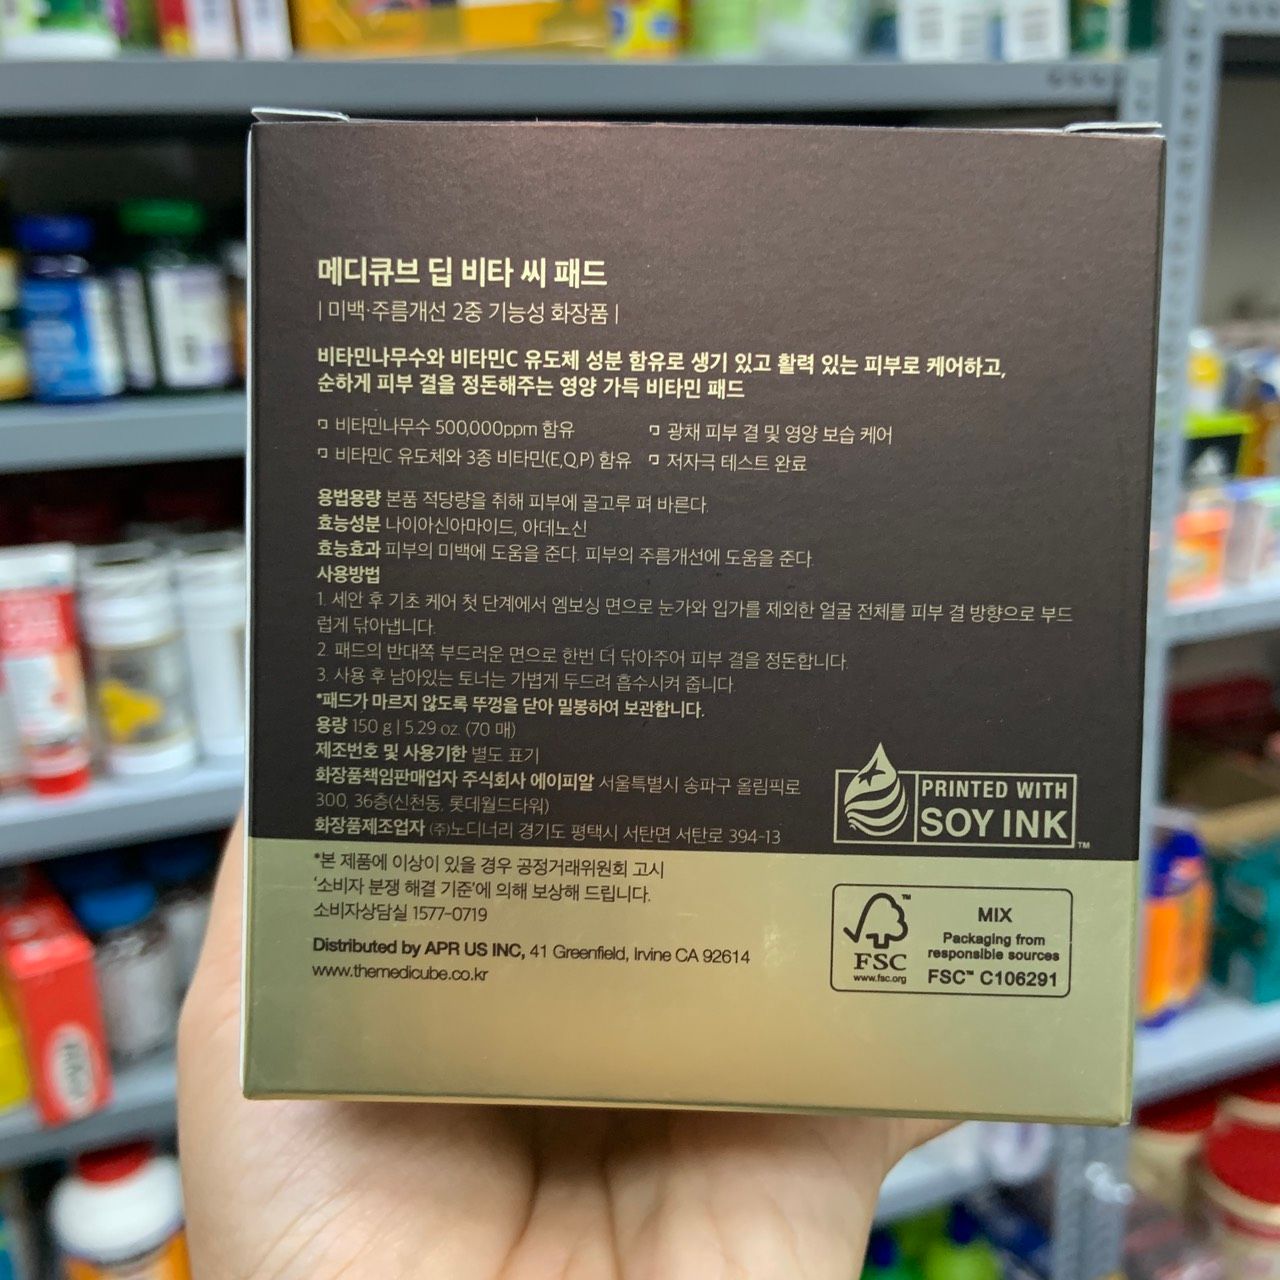 메디큐브 딥 비타 씨 패드
| 미백·주름개선 2중 기능성 화장품 |
비타민나무수와 비타민C 유도체 성분 함유로 생기 있고 활력 있는 피부로 케어하고,
순하게 피부 결을 정돈해주는 영양 가득 비타민 패드
비타민나무수 500,000ppm 함유
광채 피부 결 및 영양 보습 케어
비타민C 유도체와 3종 비타민(E,Q,P) 함유
저자극 테스트 완료
용법용량 본품 적당량을 취해 피부에 골고루 펴 바른다.
효능성분 나이아신아마이드, 아데노신
효능효과 피부의 미백에 도움을 준다. 피부의 주름개선에 도움을 준다.
사용방법
1. 세안 후 기초 케어 첫 단계에서 엠보싱 면으로 눈가와 입가를 제외한 얼굴 전체를 피부 결 방향으로 부드
럽게 닦아냅니다.
2. 패드의 반대쪽 부드러운 면으로 한번 더 닦아주어 피부 결을 정돈합니다.
3. 사용 후 남아있는 토너는 가볍게 두드려 흡수시켜 줍니다.
*패드가 마르지 않도록 뚜껑을 닫아 밀봉하여 보관합니다.
용량 150 g | 5.29 oz. (70 매)
제조번호 및 사용기한 별도 표기
화장품책임판매업자 주식회사 에이피알 서울특별시 송파구 올림픽로
300, 36층(신천동, 롯데월드타워)
화장품제조업자 (주)노디너리 경기도 평택시 서탄면 서탄로 394-13
*본 제품에 이상이 있을 경우 공정거래위원회 고시
'소비자 분쟁 해결 기준'에 의해 보상해 드립니다.
소비자상담실 1577-0719
Distributed by APR US INC, 41 Greenfield, Irvine CA 92614
www.themedicube.co.kr
PRINTED WITH
SOY INK™
FSC™
www.fsc.org
MIX
Packaging from
responsible sources
FSC™ C106291